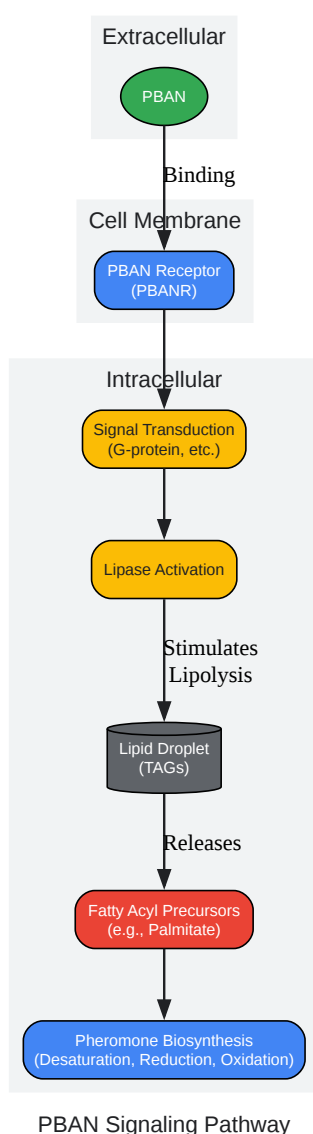 Extracellular
PBAN
Binding
Cell Membrane
PBAN Receptor
(PBANR)
Intracellular
Signal Transduction
(G-protein, etc.)
Lipase Activation
Stimulates
Lipolysis
Lipid Droplet
(TAGs)
Releases
Fatty Acyl Precursors
(e.g., Palmitate)
Pheromone Biosynthesis
(Desaturation, Reduction, Oxidation)
PBAN Signaling Pathway